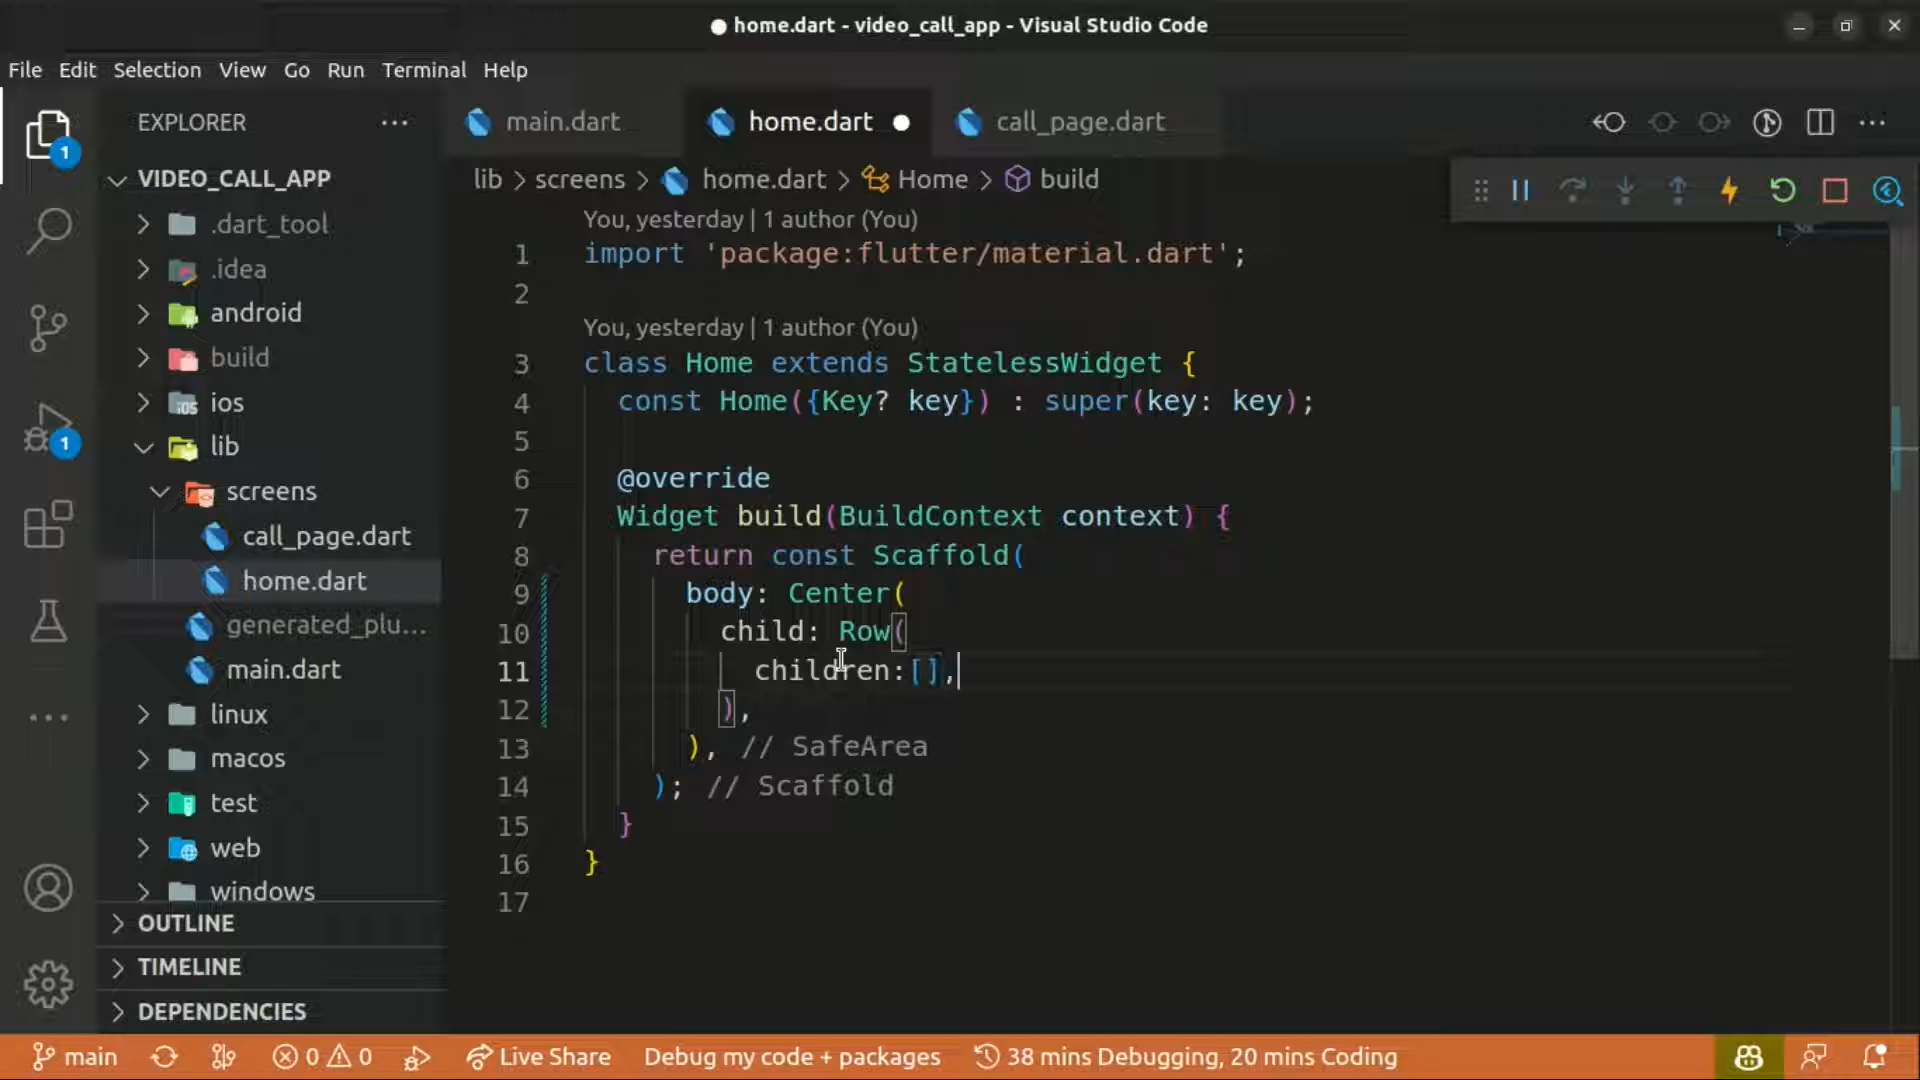 home.dart - video_call_app - Visual Studio Code
File Edit Selection View Go Run Terminal Help
EXPLORER
main.dart
home.dart
call_page.dart
1
VIDEO_CALL_APP
.dart_tool
.idea
android
build
ios
lib
screens
call_page.dart
home.dart
generated_plu...
main.dart
linux
macos
test
web
windows
OUTLINE
TIMELINE
DEPENDENCIES
1
lib > screens > home.dart > Home > build
You, yesterday | 1 author (You)
1 import 'package:flutter/material.dart';
2
You, yesterday | 1 author (You)
3 class Home extends StatelessWidget {
4 const Home({Key? key}) : super(key: key);
5
6 @override
7 Widget build(BuildContext context) {
8 return const Scaffold(
9 body: Center(
10 child: Row(
11 children:[],
12 ),
13 ), // SafeArea
14 ); // Scaffold
15 }
16 }
17
main 0 0 Live Share Debug my code + packages 38 mins Debugging, 20 mins Coding